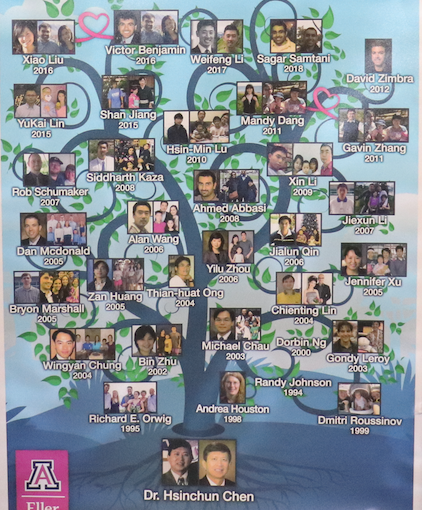 Xiao Liu
2016
Victor Benjamin
2016
Weifeng Li
2017
Sagar Samtani
2018
David Zimbra
2012
YuKai Lin
2015
Shan Jiang
2015
Mandy Dang
2011
Hsin-Min Lu
2010
Gavin Zhang
2011
Siddharth Kaza
2008
Rob Schumaker
2007
Xin Li
2009
Ahmed Abbasi
2008
Jiexun Li
2007
Alan Wang
2006
Dan Mcdonald
2005
Yilu Zhou
2006
Jialun Qin
2006
Jennifer Xu
2005
Zan Huang
2005
Thian-huat Ong
2004
Bryon Marshall
2005
Chienting Lin
2004
Michael Chau
2003
Dorbin Ng
2000
Gondy Leroy
2003
Wingyan Chung
2004
Bin Zhu
2002
Randy Johnson
1994
Andrea Houston
1998
Richard E. Orwig
1995
Dmitri Roussinov
1999
A
Eller
Dr. Hsinchun Chen